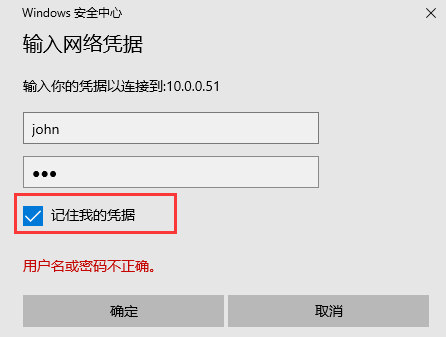 Windows 安全中心
输入网络凭据
输入你的凭据以连接到:10.0.0.51
john
●●●
记住我的凭据
用户名或密码不正确。
确定
取消